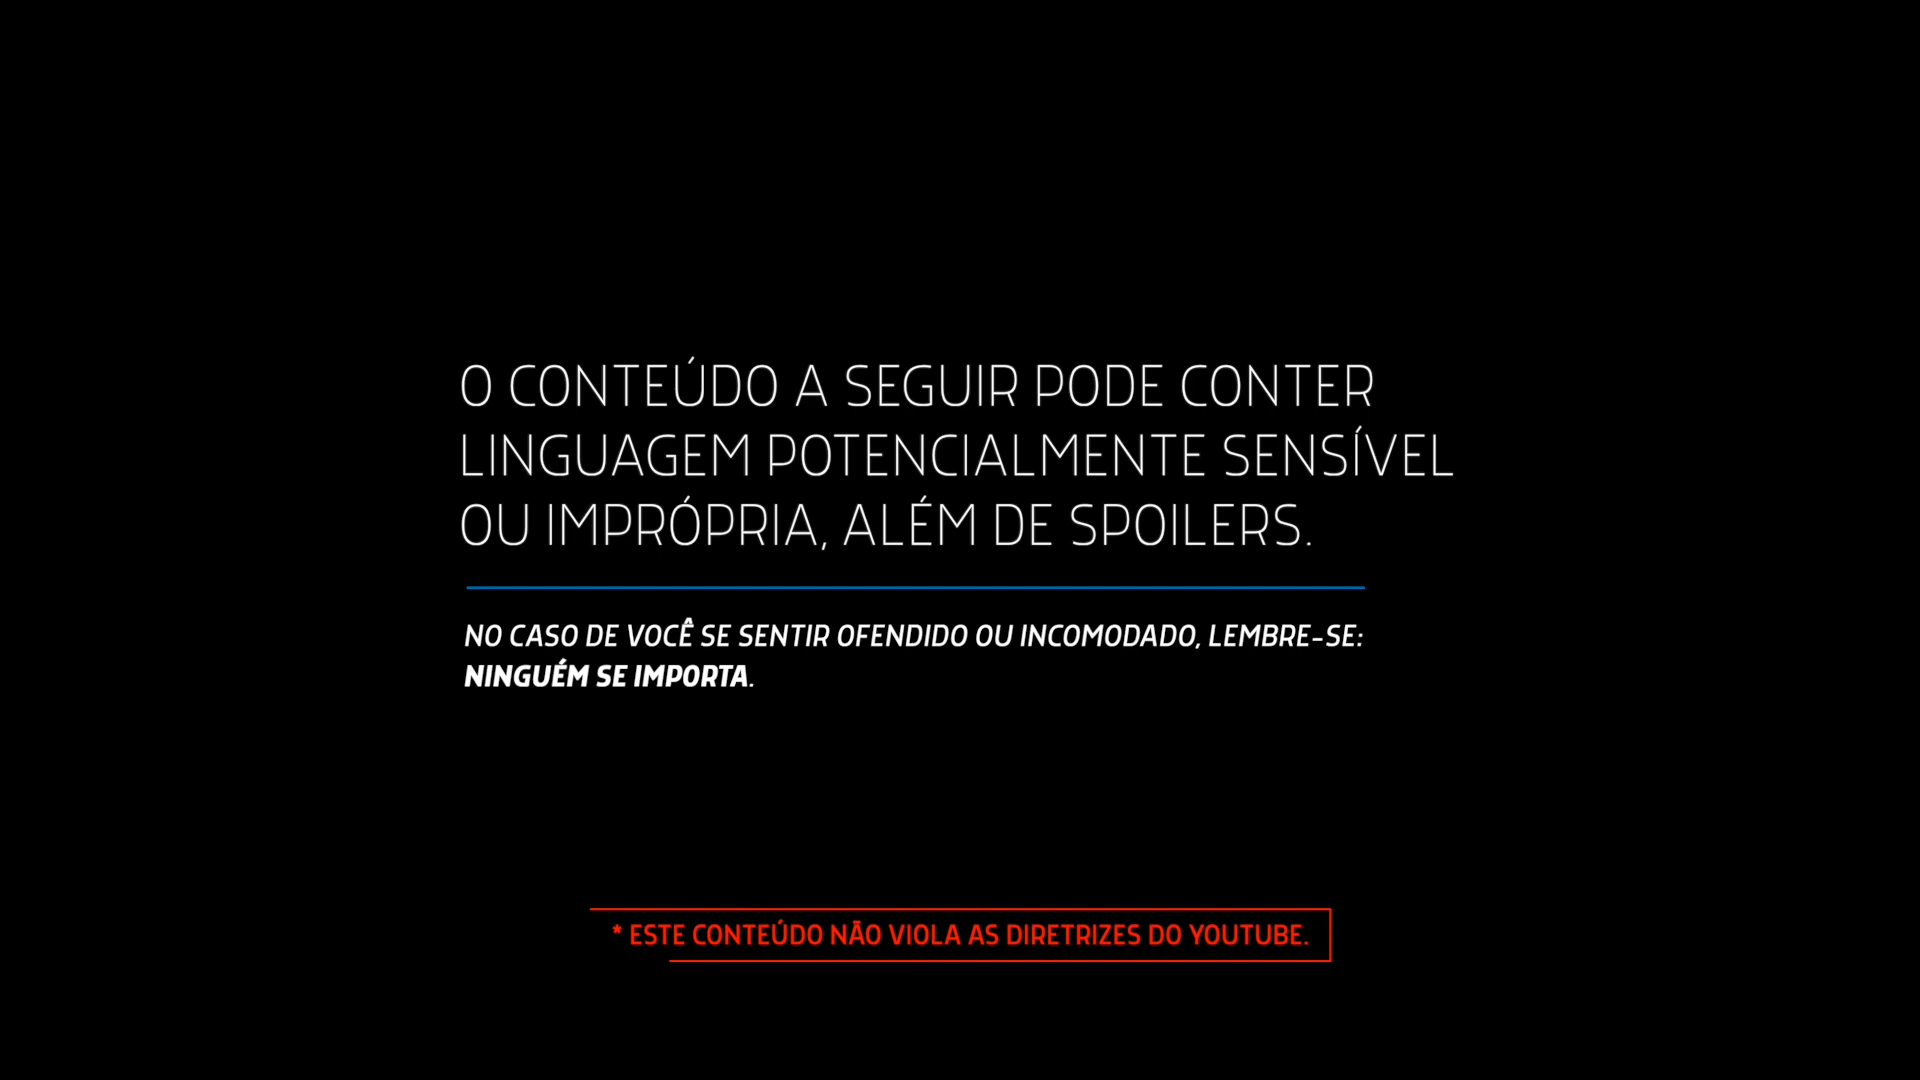 O CONTEÚDO A SEGUIR PODE CONTER
LINGUAGEM POTENCIALMENTE SENSÍVEL
OU IMPRÓPRIA, ALÉM DE SPOILERS.
NO CASO DE VOCÊ SE SENTIR OFENDIDO OU INCOMODADO, LEMBRE-SE:
NINGUÉM SE IMPORTA.
* ESTE CONTEÚDO NÃO VIOLA AS DIRETRIZES DO YOUTUBE.